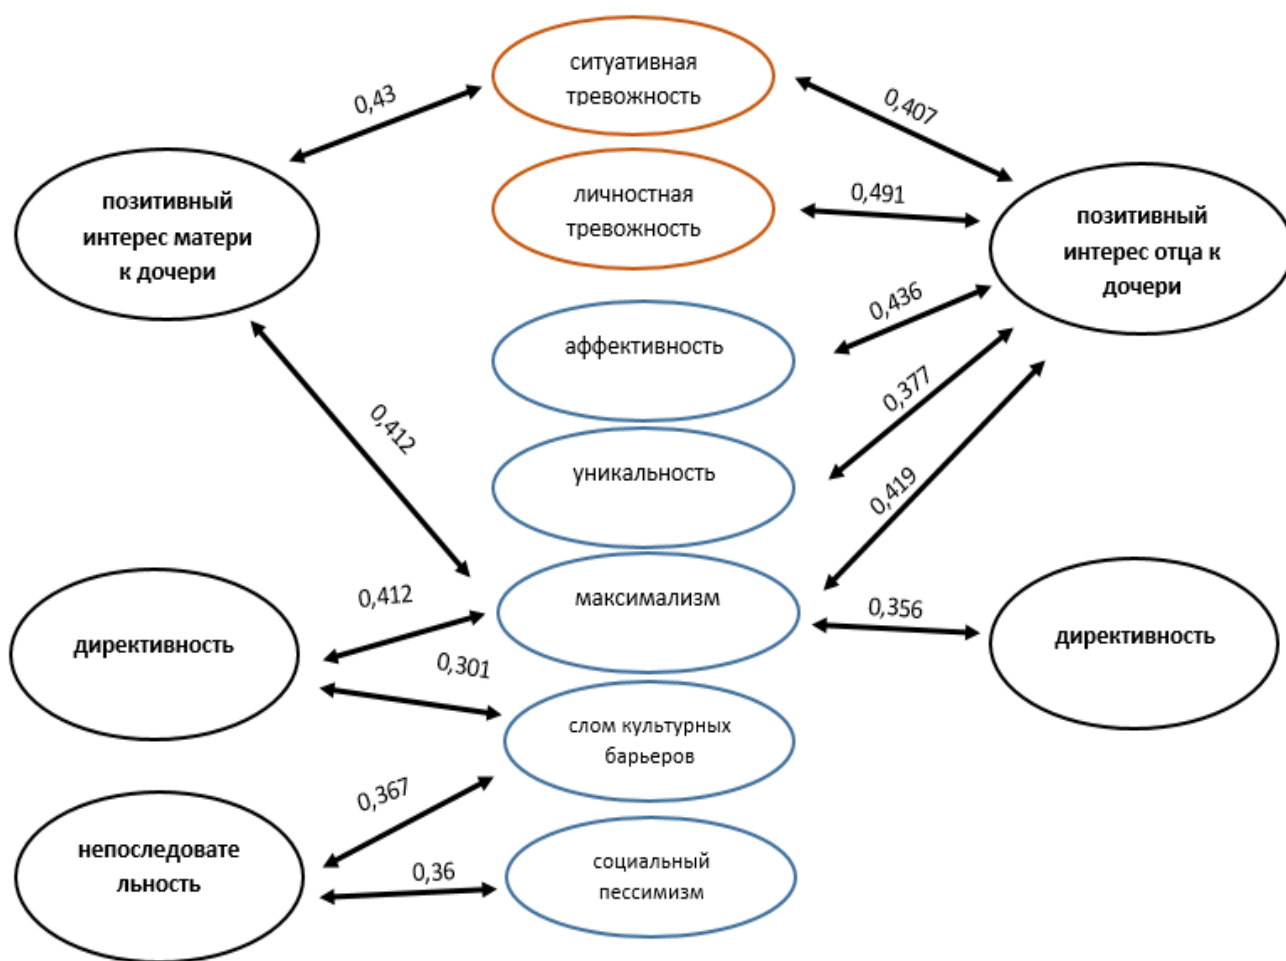 ситуативная
тревожность
0,43
0,407
личностная
тревожность
0,491
позитивный
интерес матери
к дочери
позитивный
интерес отца к
дочери
0,436
аффективность
0,377
0,412
уникальность
0,419
максимализм
0,412
0,356
директивность
директивность
0,301
слом культурных
барьеров
0,367
непоследовате
льность
0,36
социальный
пессимизм